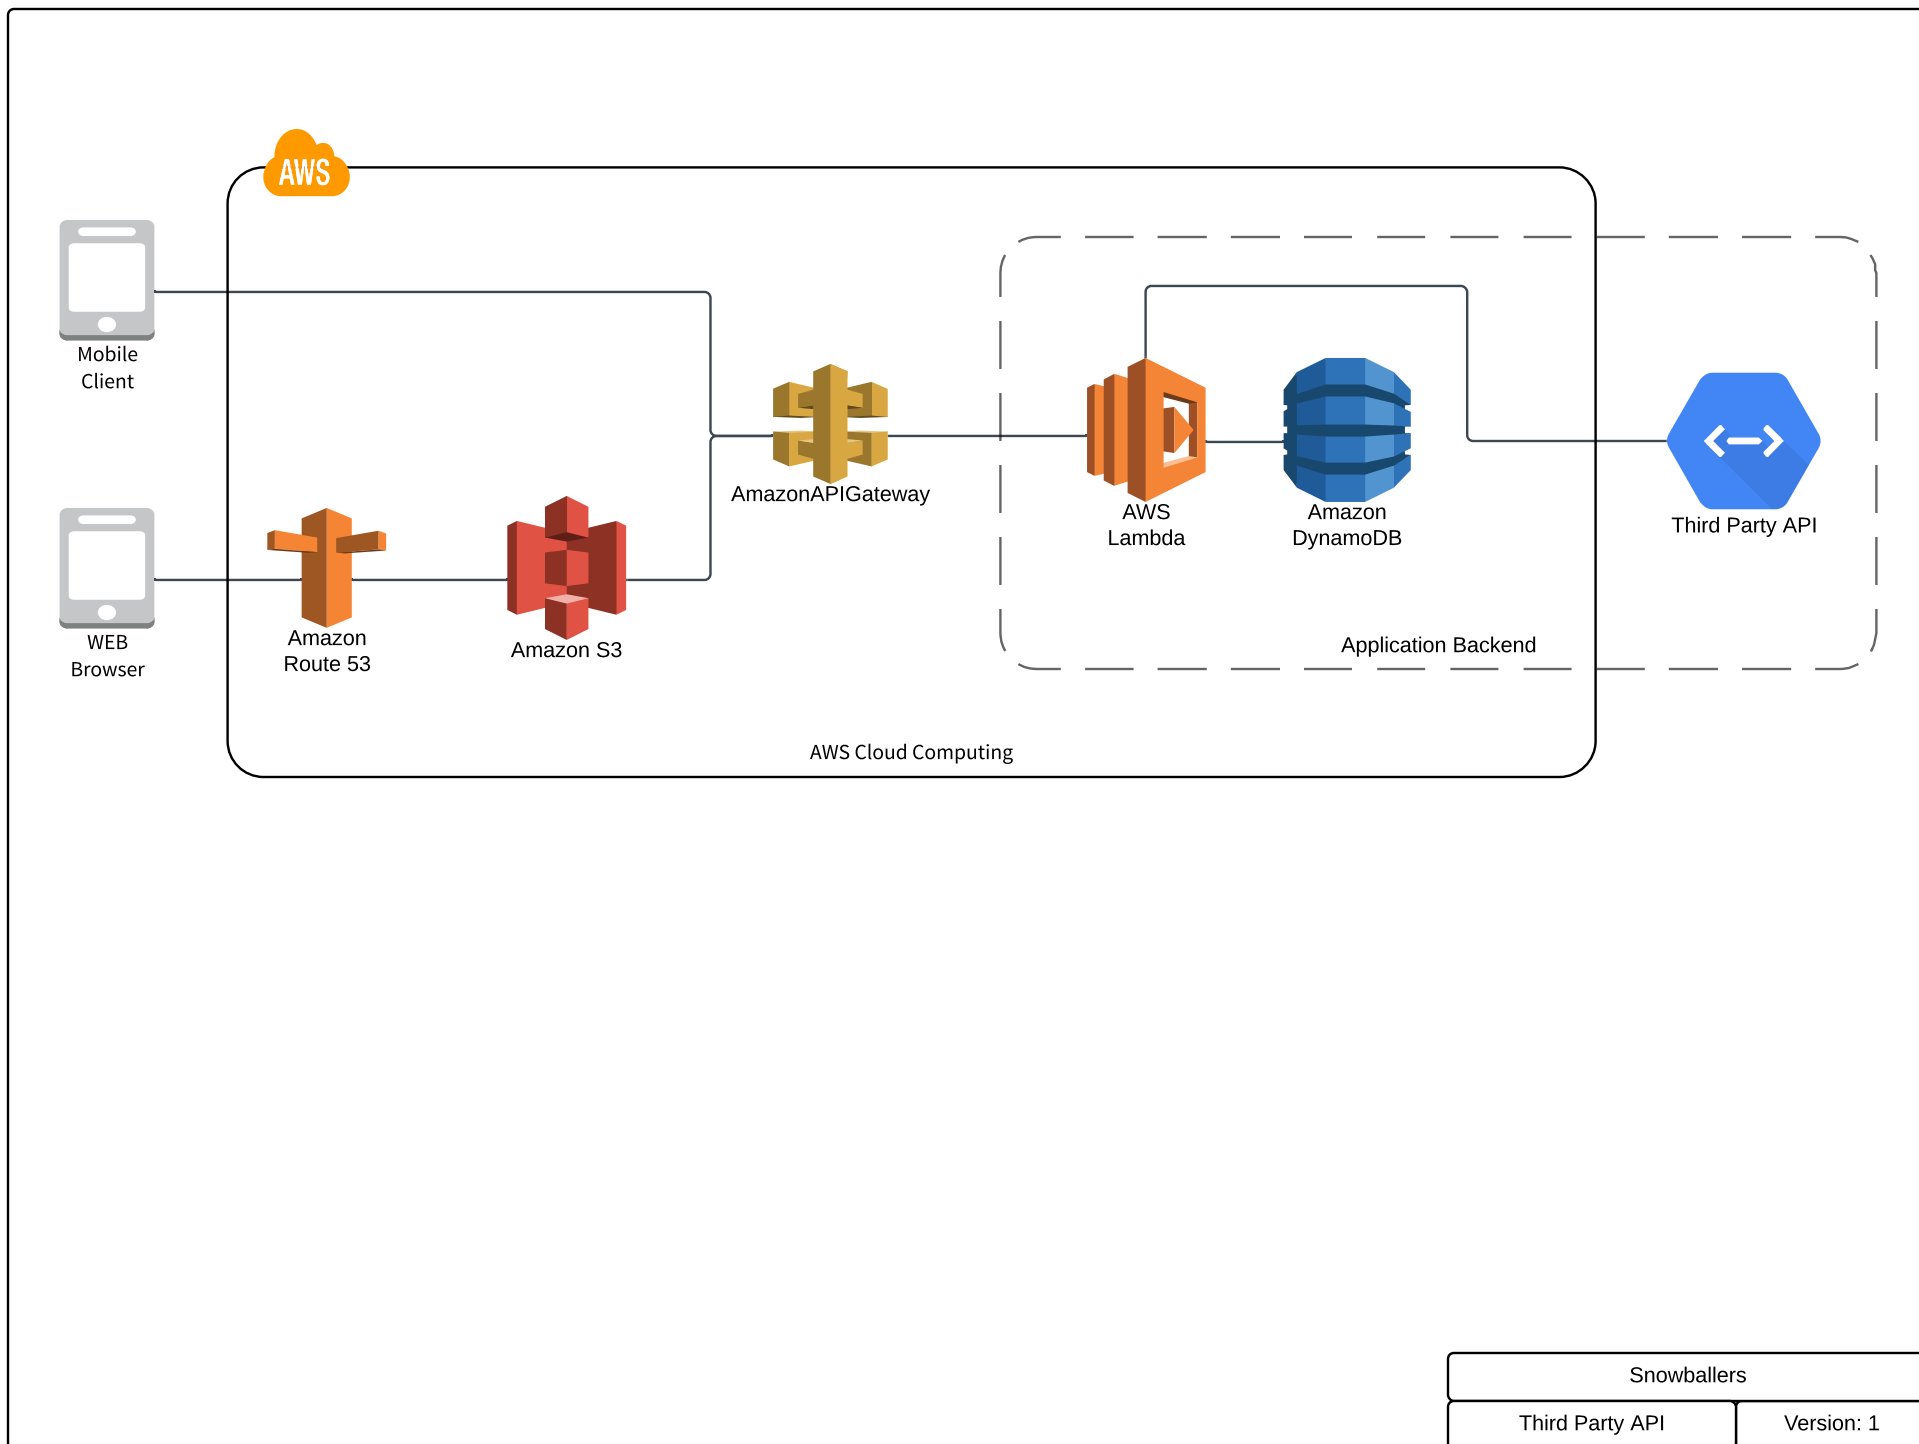 AWS
Mobile
Client
AmazonAPIGateway
AWS
Lambda
Amazon
DynamoDB
Third Party API
WEB
Browser
Amazon
Route 53
Amazon S3
Application Backend
AWS Cloud Computing
Snowballers
Third Party API
Version: 1